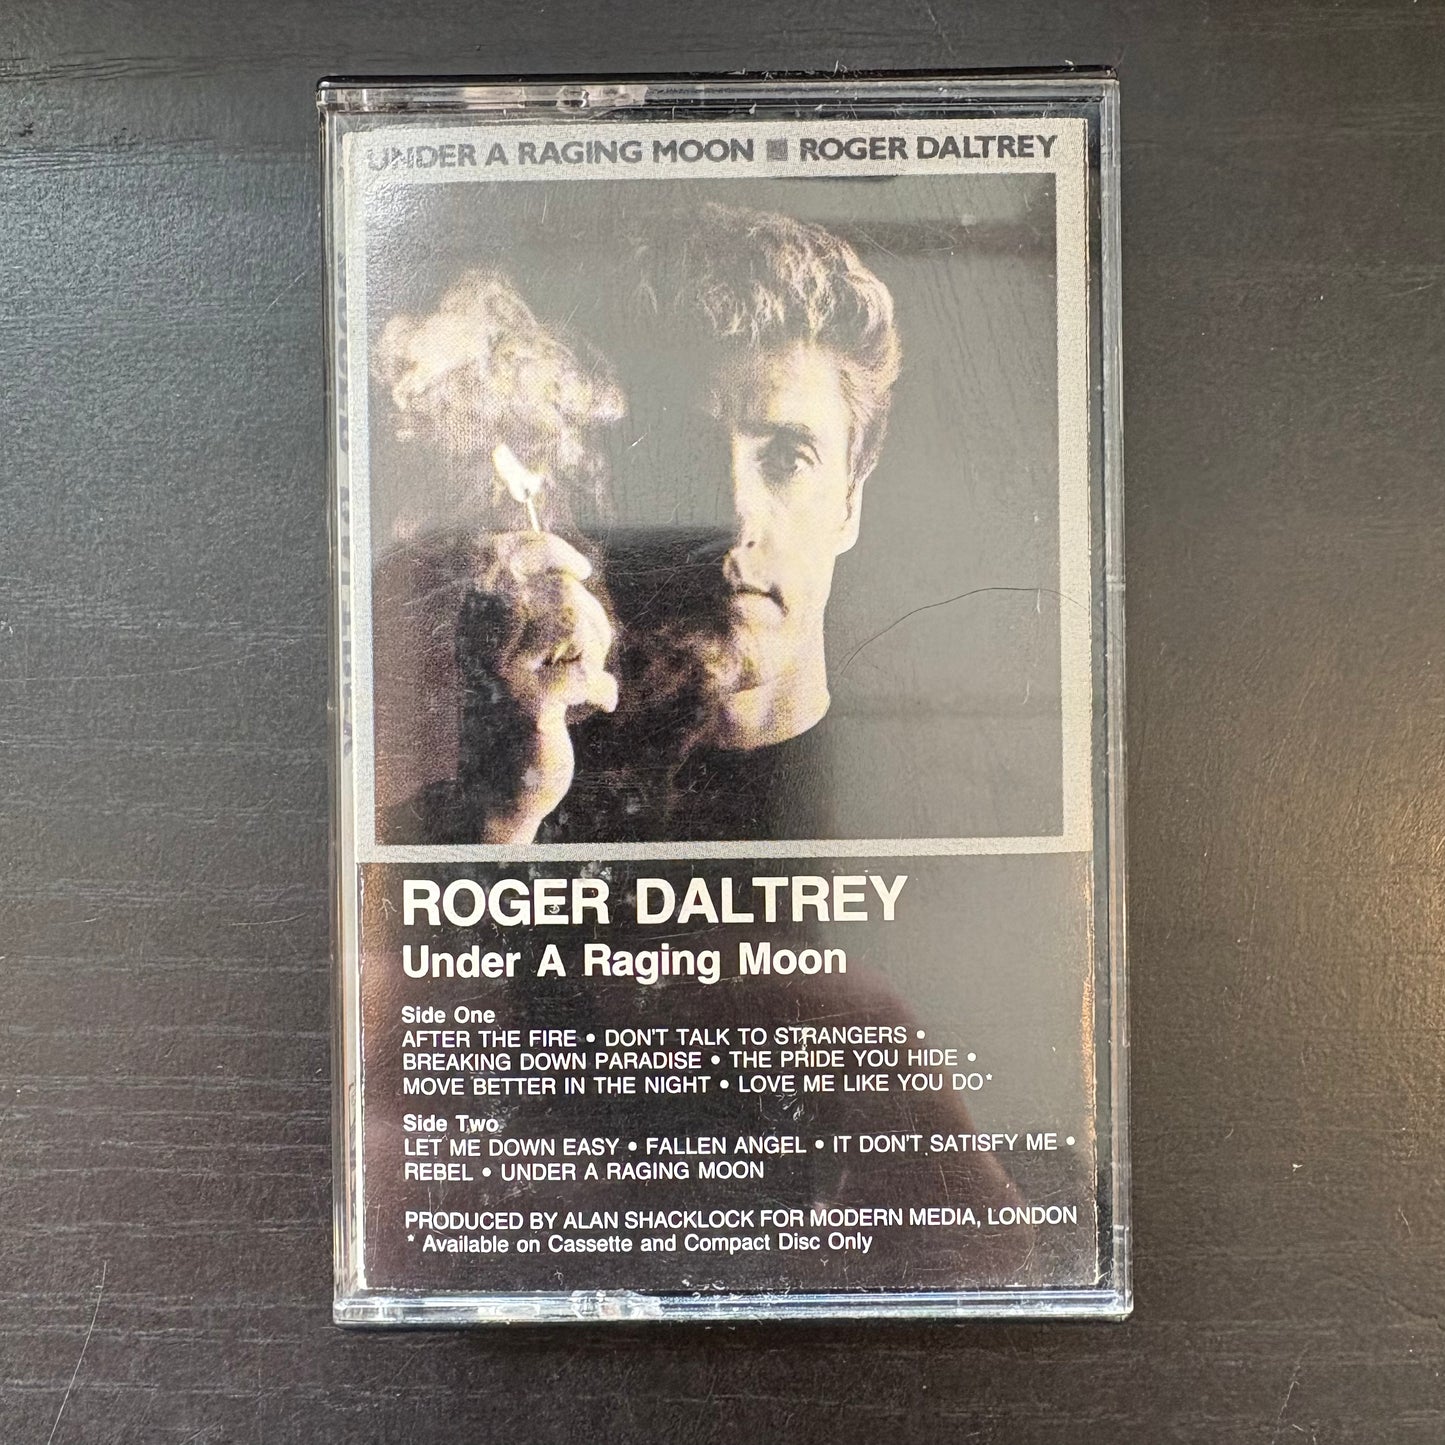 UNDER A RAGING MOON ■ ROGER DALTREY
ROGER DALTREY
Under A Raging Moon
Side One
AFTER THE FIRE • DON'T TALK TO STRANGERS •
BREAKING DOWN PARADISE • THE PRIDE YOU HIDE •
MOVE BETTER IN THE NIGHT • LOVE ME LIKE YOU DO*
Side Two
LET ME DOWN EASY • FALLEN ANGEL • IT DON'T SATISFY ME •
REBEL • UNDER A RAGING MOON
PRODUCED BY ALAN SHACKLOCK FOR MODERN MEDIA, LONDON
* Available on Cassette and Compact Disc Only